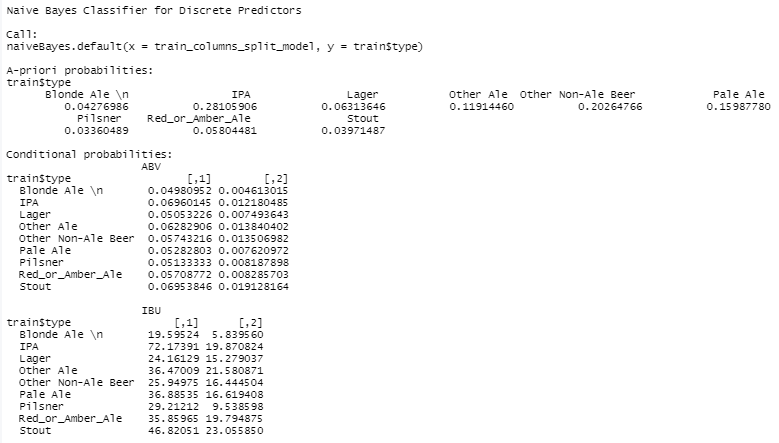 Naive Bayes Classifier for Discrete Predictors
Call:
naiveBayes.default(x = train_columns_split_model, y = train$type)
A-priori probabilities:
train$type
Blonde Ale \n IPA Lager Other Ale Other Non-Ale Beer Pale Ale
0.04276986 0.28105906 0.06313646 0.11914460 0.20264766 0.15987780
Pilsner Red_or_Amber_Ale Stout
0.03360489 0.05804481 0.03971487
Conditional probabilities:
ABV
train$type [,1] [,2]
Blonde Ale \n 0.04980952 0.004613015
IPA 0.06960145 0.012180485
Lager 0.05053226 0.007493643
Other Ale 0.06282906 0.013840402
Other Non-Ale Beer 0.05743216 0.013506982
Pale Ale 0.05282803 0.007620972
Pilsner 0.05133333 0.008187898
Red_or_Amber_Ale 0.05708772 0.008285703
Stout 0.06953846 0.019128164
IBU
train$type [,1] [,2]
Blonde Ale \n 19.59524 5.839560
IPA 72.17391 19.870824
Lager 24.16129 15.279037
Other Ale 36.47009 21.580871
Other Non-Ale Beer 25.94975 16.444504
Pale Ale 36.88535 16.619408
Pilsner 29.21212 9.538598
Red_or_Amber_Ale 35.85965 19.794875
Stout 46.82051 23.055850